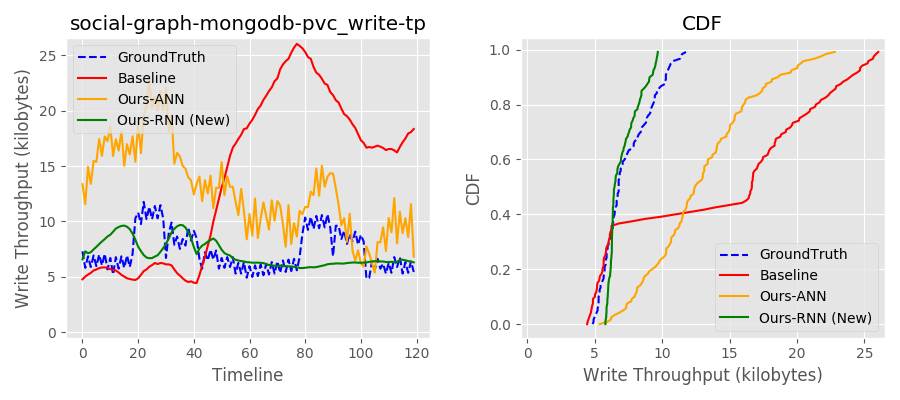 social-graph-mongodb-pvc_write-tp
GroundTruth
Baseline
Ours-ANN
Ours-RNN (New)
Write Throughput (kilobytes)
25
20
15
10
5
0
0
20
40
60
80
100
120
Timeline
CDF
CDF
1.0
0.8
0.6
0.4
0.2
0.0
GroundTruth
Baseline
Ours-ANN
Ours-RNN (New)
0
5
10
15
20
25
Write Throughput (kilobytes)